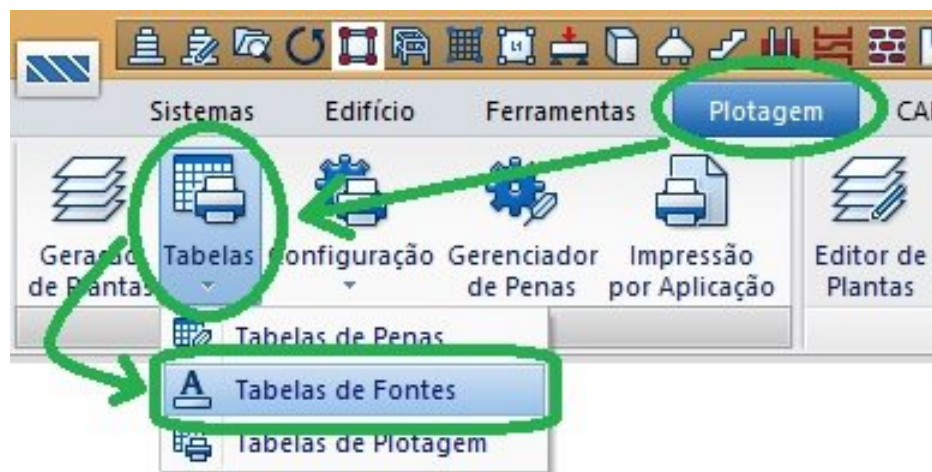 L1
Sistemas Edifício Ferramentas Plotagem
Geração de Plantas
Tabelas
Configuração
Gerenciador de Penas
Impressão por Aplicação
Editor de Plantas
Tabelas de Penas
Tabelas de Fontes
Tabelas de Plotagem